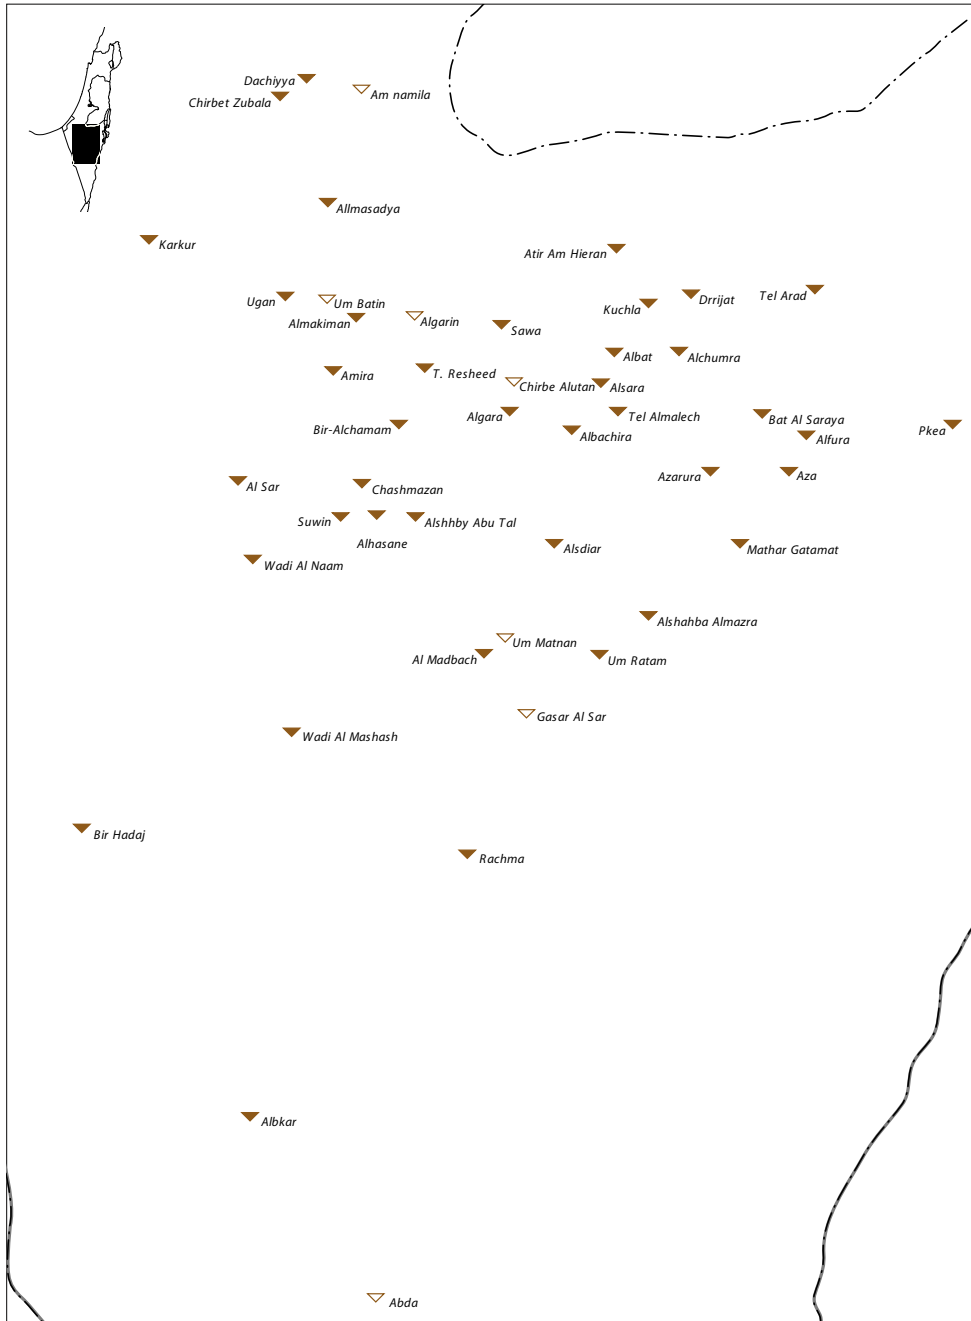 Dachiyya
Am namila
Chirbet Zubala
Allmasadya
Karkur
Atir Am Hieran
Ugan
Um Batin
Kuchla
Drrijat
Tel Arad
Almakiman
Algarin
Sawa
Albat
Alchumra
Amira
T. Resheed
Chirbe Alutan
Alsara
Algara
Tel Almalech
Bat Al Saraya
Bir-Alchamam
Albachira
Alfura
Pkea
Azarura
Aza
Al Sar
Chashmazan
Suwin
Alshhby Abu Tal
Alhasane
Alsdiar
Mathar Gatamat
Wadi Al Naam
Alshahba Almazra
Um Matnan
Al Madbach
Um Ratam
Gasar Al Sar
Wadi Al Mashash
Bir Hadaj
Rachma
Albkar
Abda